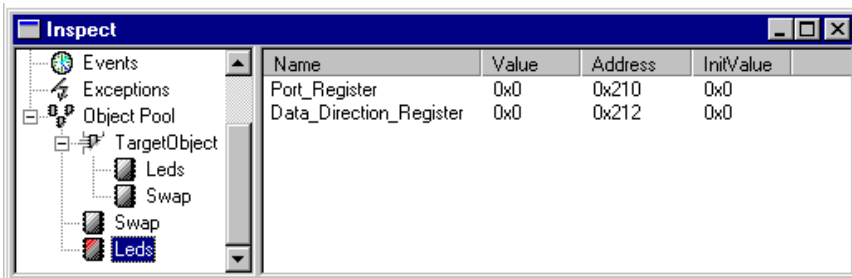 Inspect
Events
Exceptions
Object Pool
TargetObject
Leds
Swap
Swap
Leds
Name Value Address InitValue
Port_Register 0x0 0x210 0x0
Data_Direction_Register 0x0 0x212 0x0